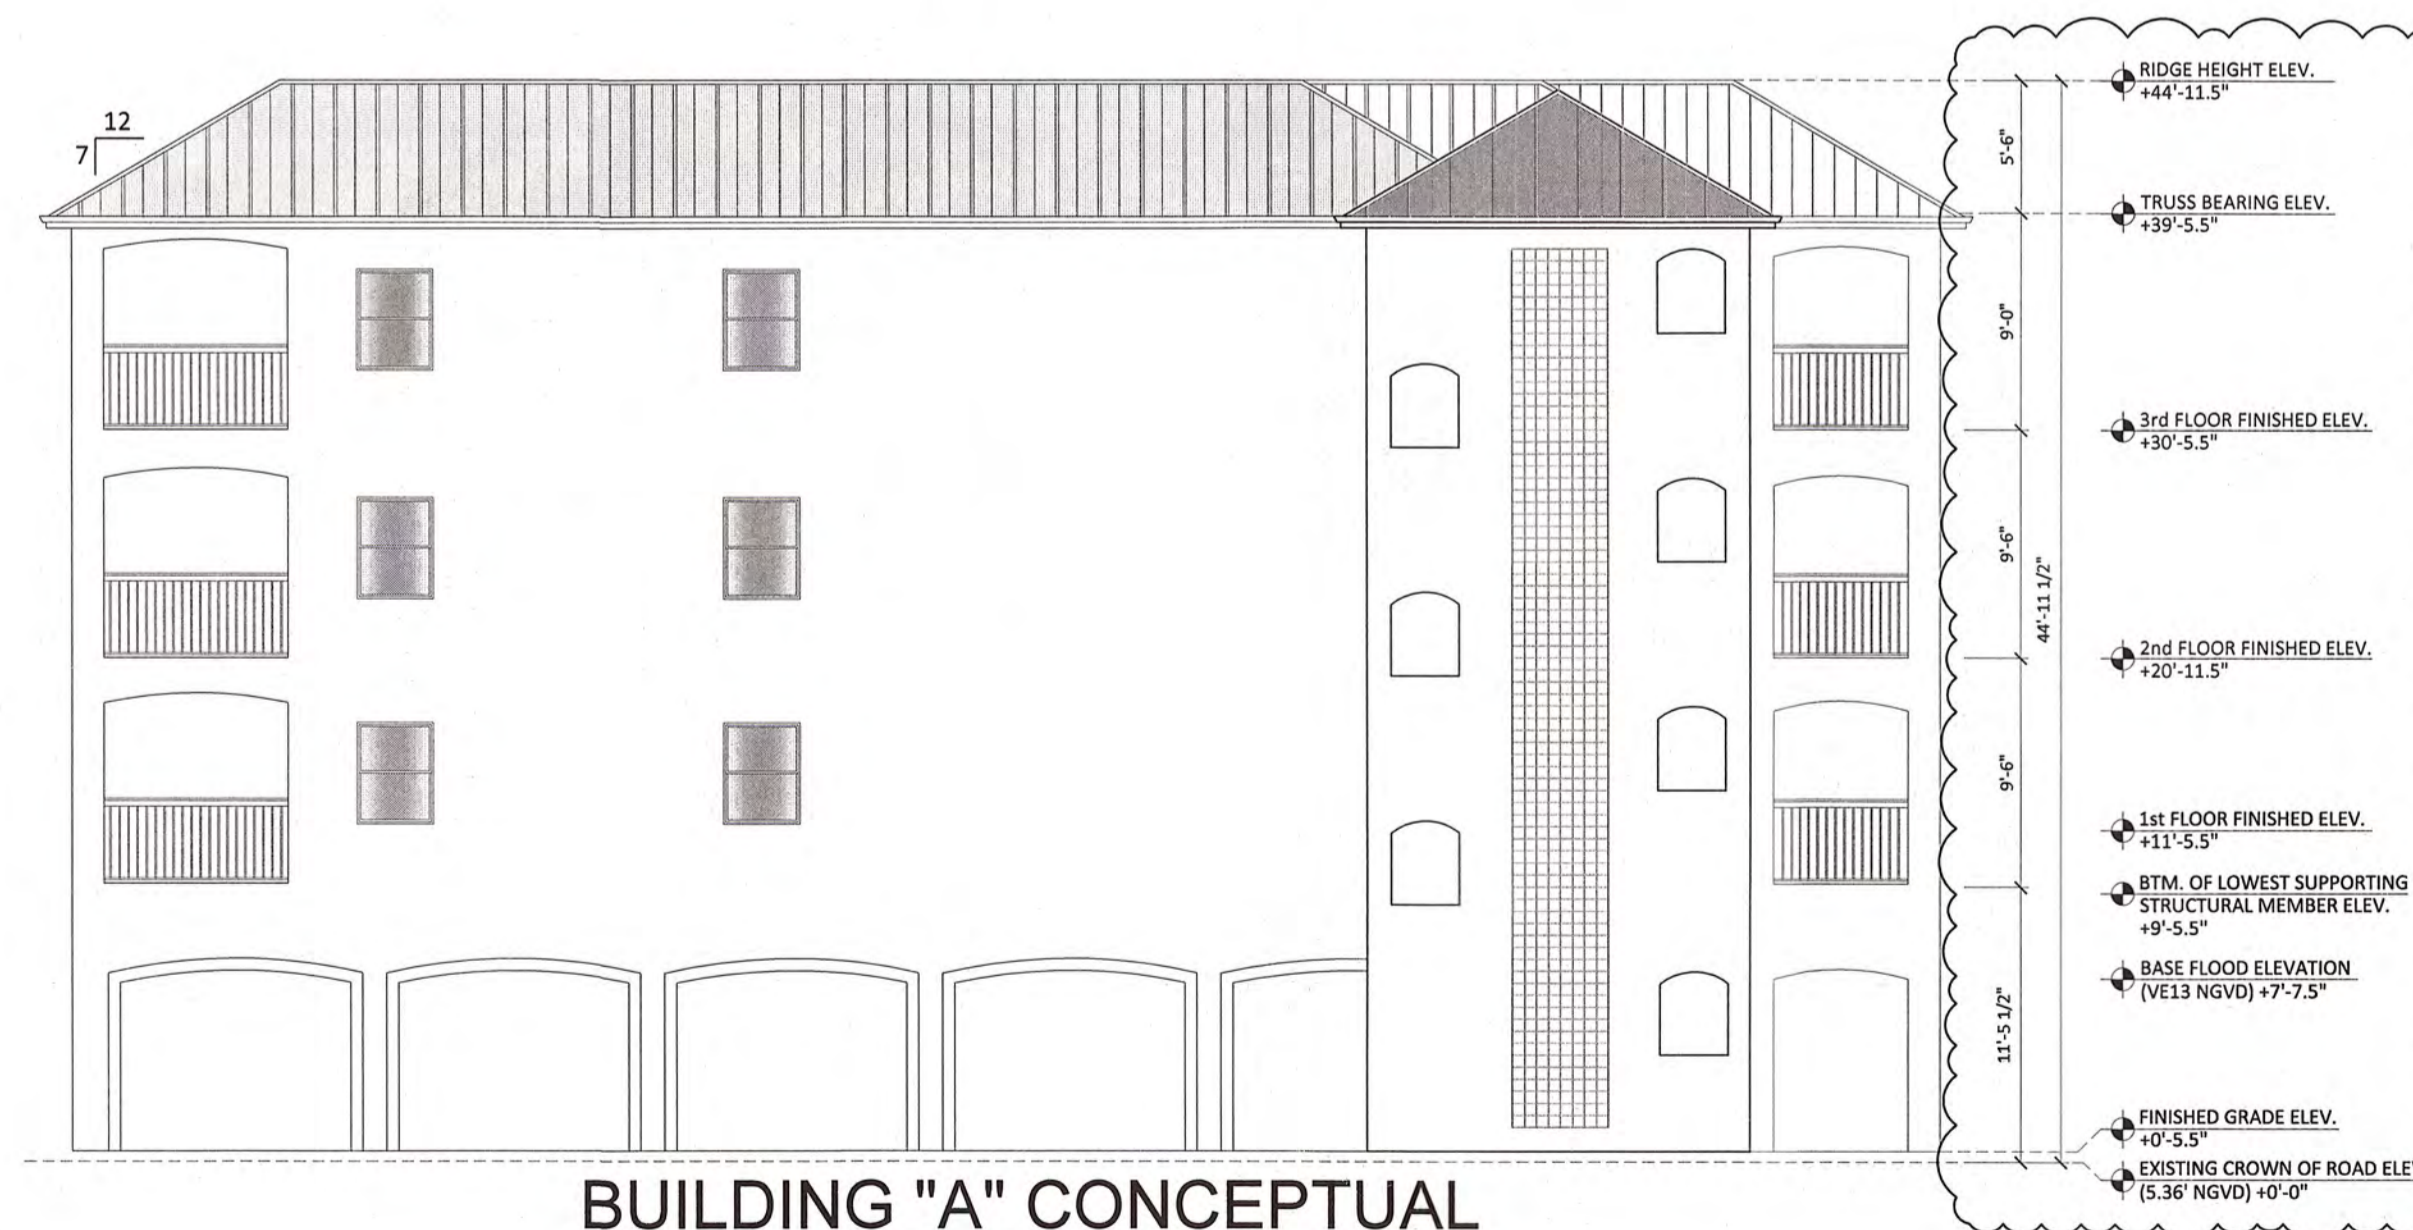 12
7
RIDGE HEIGHT ELEV.
+44'-11.5"
5'-6"
TRUSS BEARING ELEV.
+39'-5.5"
9'-0"
3rd FLOOR FINISHED ELEV.
+30'-5.5"
9'-6"
44'-11 1/2"
2nd FLOOR FINISHED ELEV.
+20'-11.5"
9'-6"
1st FLOOR FINISHED ELEV.
+11'-5.5"
BTM. OF LOWEST SUPPORTING
STRUCTURAL MEMBER ELEV.
+9'-5.5"
BASE FLOOD ELEVATION
(VE13 NGVD) +7'-7.5"
11'-5 1/2"
FINISHED GRADE ELEV.
+0'-5.5"
EXISTING CROWN OF ROAD
(5.36' NGVD) +0'-0"
BUILDING "A" CONCEPTUAL